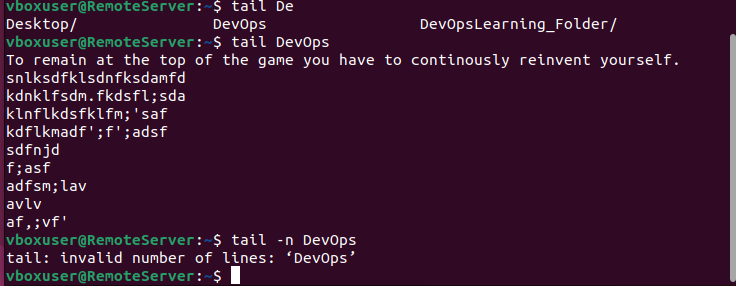 vboxuser@RemoteServer:~$ tail De
Desktop/ DevOps DevOpsLearning_Folder/
vboxuser@RemoteServer:~$ tail DevOps
To remain at the top of the game you have to continously reinvent yourself.
snlksdfklsdnfksdamfd
kdnklfsdm.fkdsfl;sda
klnflkdsfklfm;'saf
kdflkmadf';f';adsf
sdfnjd
f;asf
adfsm;lav
avlv
af,;vf'
vboxuser@RemoteServer:~$ tail -n DevOps
tail: invalid number of lines: ‘DevOps’
vboxuser@RemoteServer:~$